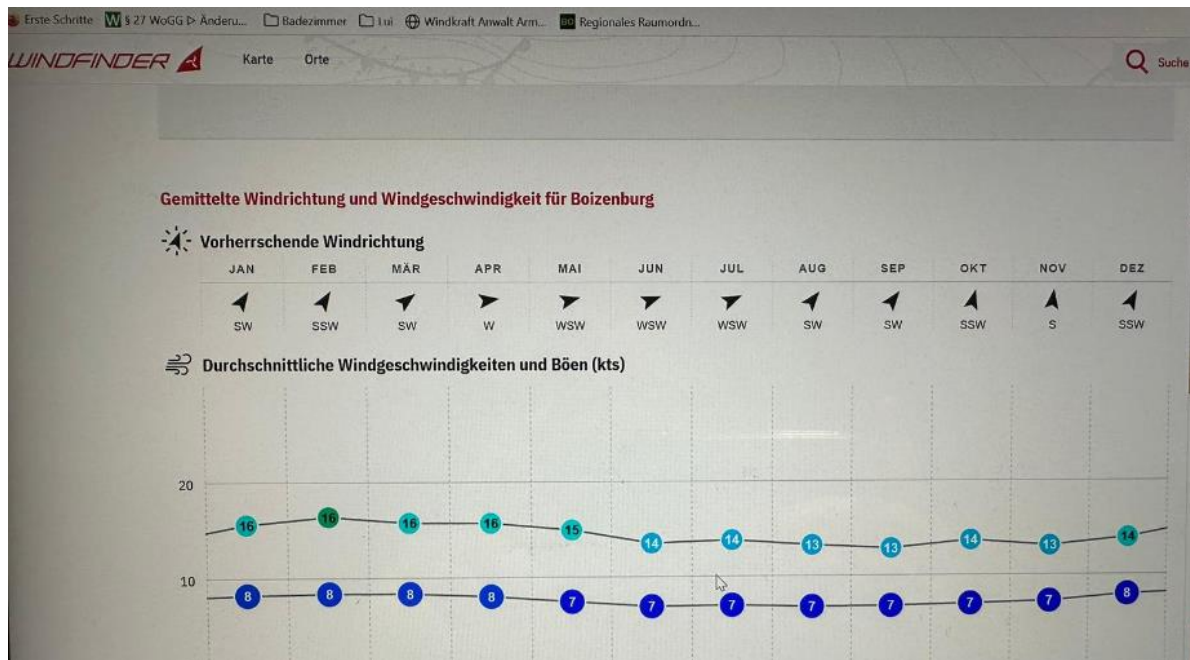 Erste Schritte W § 27 WoGG ▷ Änderu... Badezimmer Lui Windkraft Anwalt Arm... BO Regionales Raumordn...
WINDFINDER Karte Orte Suche
Gemittelte Windrichtung und Windgeschwindigkeit für Boizenburg
Vorherrschende Windrichtung
JAN FEB MÄR APR MAI JUN JUL AUG SEP OKT NOV DEZ
SW SSW SW W WSW WSW WSW SW SW SSW S SSW
Durchschnittliche Windgeschwindigkeiten und Böen (kts)
20
16 16 16 16 15 14 14 13 13 14 13 14
10
8 8 8 8 7 7 7 7 7 7 7 8